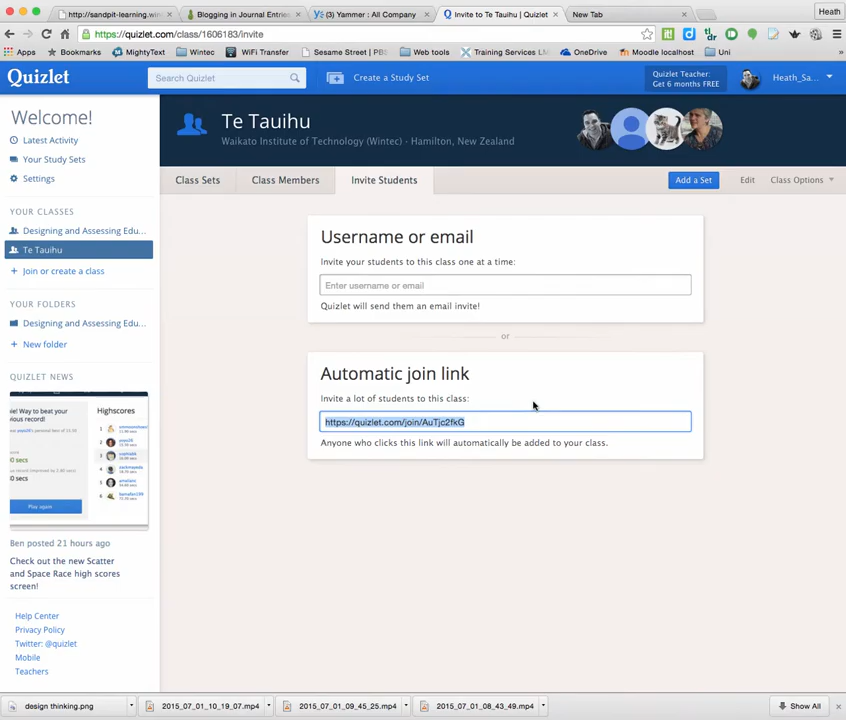 http://sandpit-learning.win
Blogging in Journal Entrie
(3) Yammer : All Company
Invite to Te Tauihu | Quizlet
New Tab
Heath
https://quizlet.com/class/1606183/invite
Apps
Bookmarks
MightyText
Wintec
WiFi Transfer
Sesame Street | PBS
Web tools
Training Services LM
OneDrive
Moodle localhost
Uni
»
Quizlet
Search Quizlet
Create a Study Set
Quizlet Teacher:
Get 6 months FREE
Heath_Sa...
Welcome!
Latest Activity
Your Study Sets
Settings
YOUR CLASSES
Designing and Assessing Edu...
Te Tauihu
+ Join or create a class
YOUR FOLDERS
Designing and Assessing Edu...
+ New folder
QUIZLET NEWS
way! Way to beat your
previous record!
Highscores
Play again
Ben posted 21 hours ago
Check out the new Scatter
and Space Race high scores
screen!
Help Center
Privacy Policy
Twitter: @quizlet
Mobile
Teachers
Te Tauihu
Waikato Institute of Technology (Wintec) · Hamilton, New Zealand
Class Sets
Class Members
Invite Students
Add a Set
Edit
Class Options
Username or email
Invite your students to this class one at a time:
Enter username or email
Quizlet will send them an email invite!
or
Automatic join link
Invite a lot of students to this class:
https://quizlet.com/join/AuTjc2fkG
Anyone who clicks this link will automatically be added to your class.
design thinking.png
2015_07_01_10_19_07.mp4
2015_07_01_09_45_25.mp4
2015_07_01_08_43_49.mp4
Show All